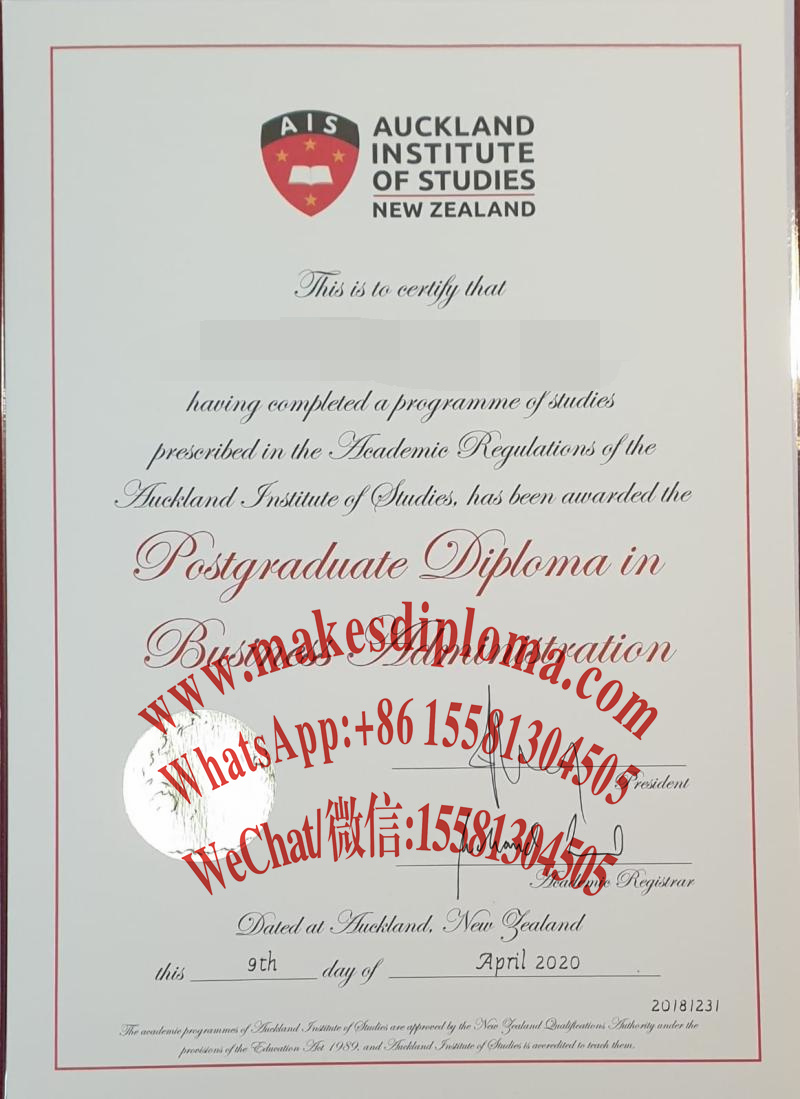 AIS
AUCKLAND
INSTITUTE
OF STUDIES
NEW ZEALAND
This is to certify that
having completed a programme of studies
prescribed in the Academic Regulations of the
Auckland Institute of Studies, has been awarded the
Postgraduate Diploma in
Business Administration
www.makesdiploma.com
WhatsApp:+86 15581304505
President
WeChat/微信:15581304505
Academic Registrar
Dated at Auckland, New Zealand
this 9th day of April 2020
20181231
The academic programmes of Auckland Institute of Studies are approved by the New Zealand Qualifications Authority under the
provisions of the Education Act 1989, and Auckland Institute of Studies is accredited to teach them.